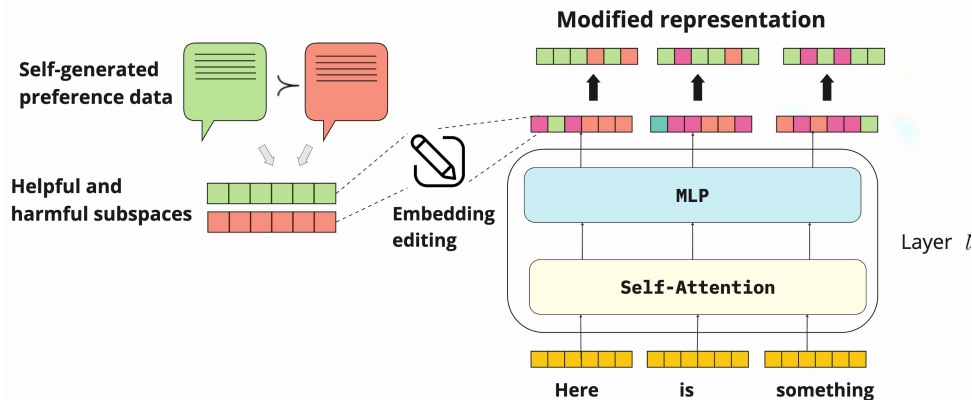 Modified representation
Self-generated
preference data
≻
Helpful and
harmful subspaces
Embedding
editing
MLP
Layer l
Self-Attention
Here is something